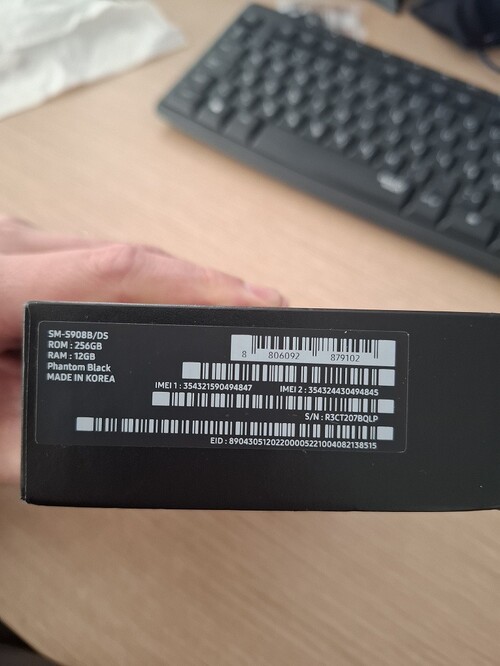 SM-S908B/DS
ROM : 256GB
RAM : 12GB
Phantom Black
MADE IN KOREA
8 806092 879102
IMEI 1 : 354321590494847 IMEI 2 : 354324430494845
S/N : R3CT207BQLP
EID : 89043051202200005221004082138515